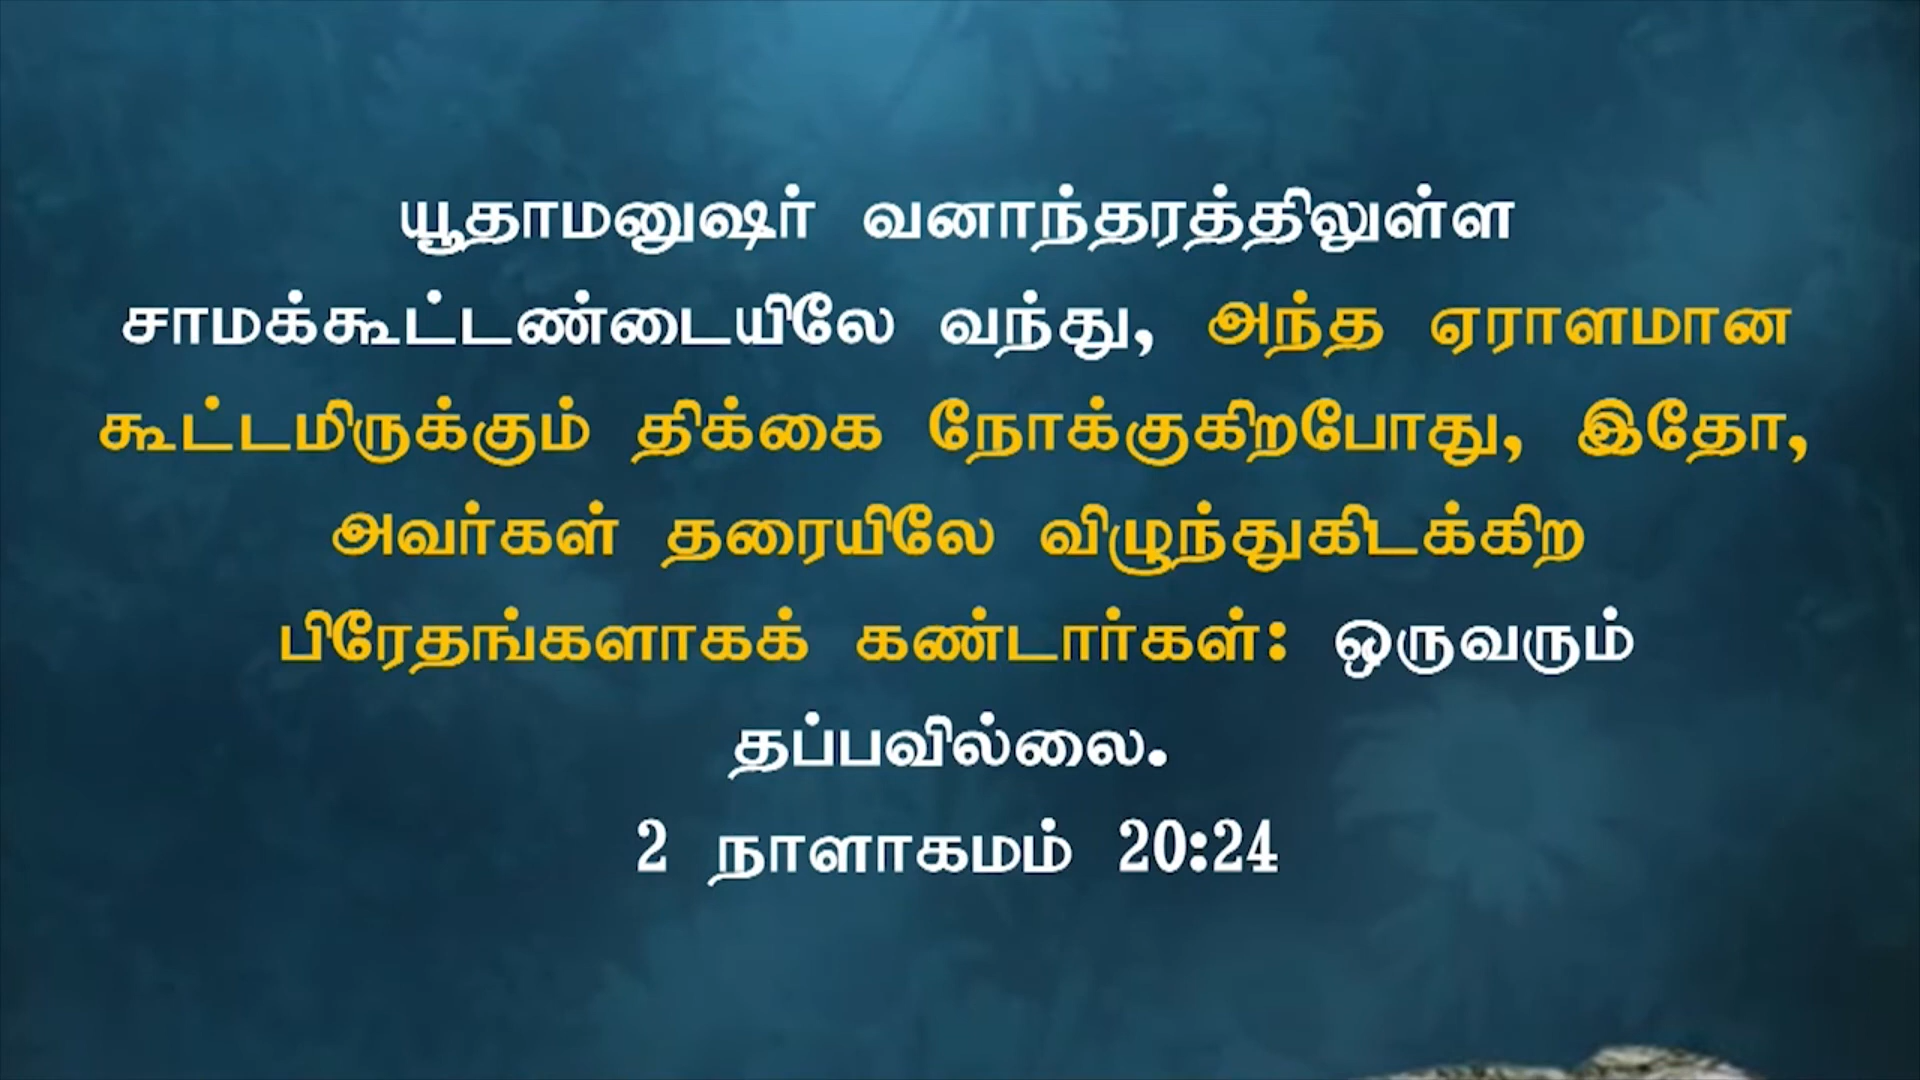 யூதாமனுஷர் வனாந்தரத்திலுள்ள
சாமக்கூட்டண்டையிலே வந்து, அந்த ஏராளமான
கூட்டமிருக்கும் திக்கை நோக்குகிறபோது, இதோ,
அவர்கள் தரையிலே விழுந்துகிடக்கிற
பிரேதங்களாகக் கண்டார்கள்: ஒருவரும்
தப்பவில்லை.
2 நாளாகமம் 20:24